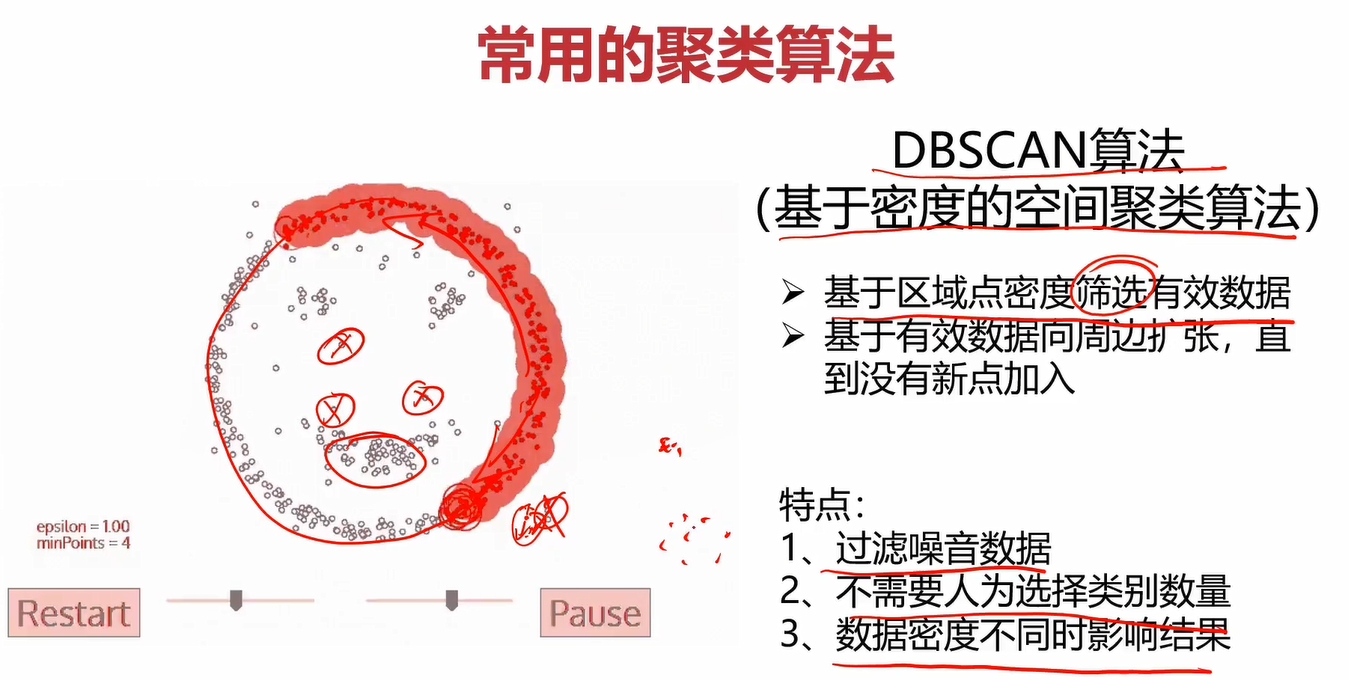 常用的聚类算法
DBSCAN算法
（基于密度的空间聚类算法）
➢ 基于区域点密度筛选有效数据
➢ 基于有效数据向周边扩张，直
到没有新点加入
特点：
1、过滤噪音数据
2、不需要人为选择类别数量
3、数据密度不同时影响结果
epsilon = 1.00
minPoints = 4
Restart
Pause